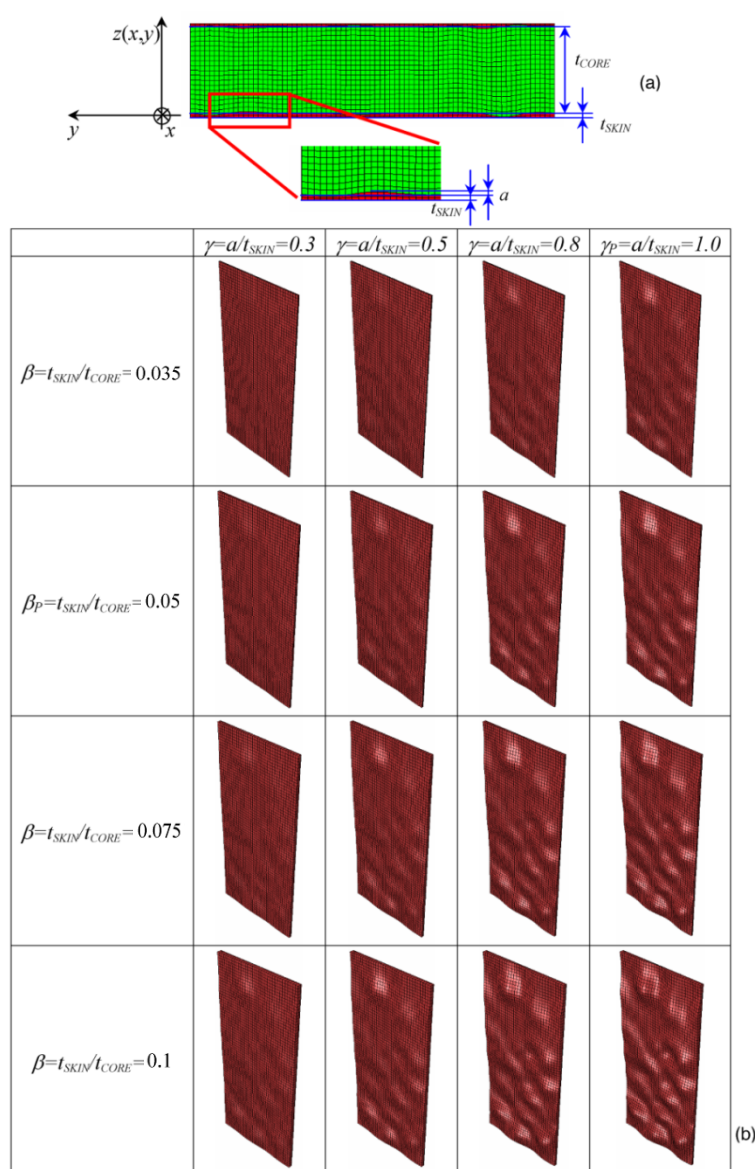 z(x,y)
t_CORE
(a)
y
x
t_SKIN
t_SKIN
a
γ=a/t_SKIN=0.3
γ=a/t_SKIN=0.5
γ=a/t_SKIN=0.8
γ_P=a/t_SKIN=1.0
β=t_SKIN/t_CORE= 0.035
β_P=t_SKIN/t_CORE= 0.05
β=t_SKIN/t_CORE= 0.075
β=t_SKIN/t_CORE=0.1
(b)